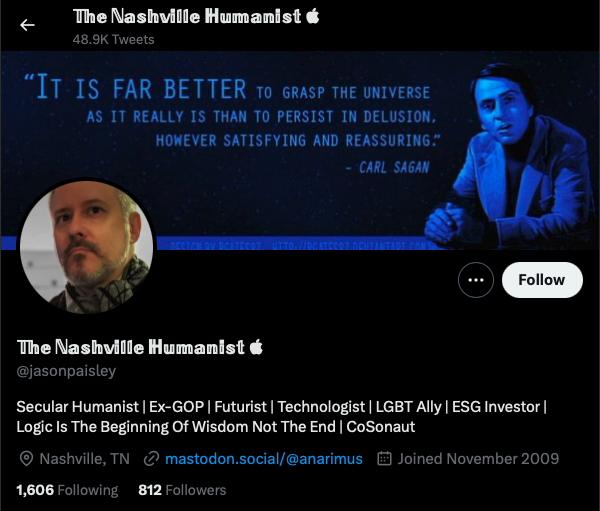 The Nashville Humanist 
48.9K Tweets
“IT IS FAR BETTER TO GRASP THE UNIVERSE
AS IT REALLY IS THAN TO PERSIST IN DELUSION,
HOWEVER SATISFYING AND REASSURING.”
- CARL SAGAN
DESIGN BY RGATES87 HTTP://RGATES87.DEVIANTART.COM
Follow
The Nashville Humanist 
@jasonpaisley
Secular Humanist | Ex-GOP | Futurist | Technologist | LGBT Ally | ESG Investor |
Logic Is The Beginning Of Wisdom Not The End | CoSonaut
Nashville, TN mastodon.social/@anarimus Joined November 2009
1,606 Following 812 Followers